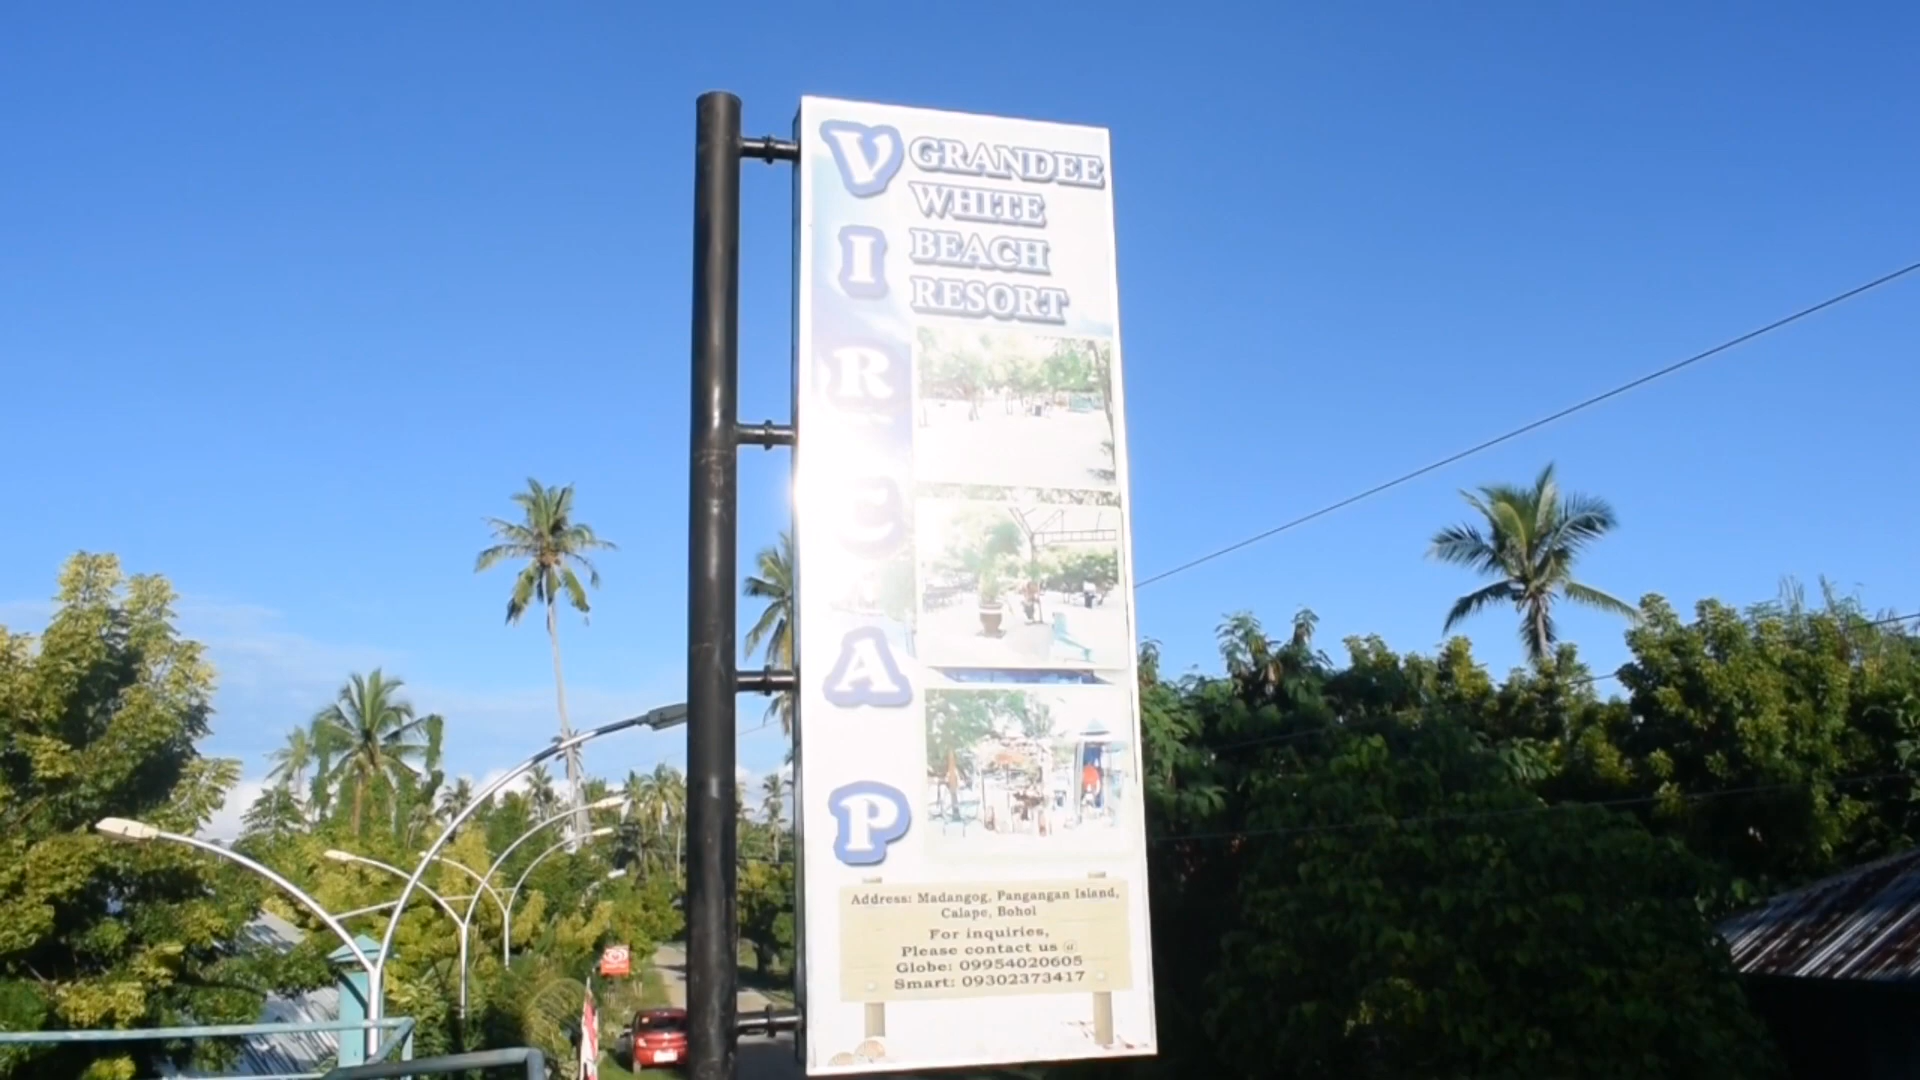 VIRCAP
GRANDEE
WHITE
BEACH
RESORT
Address: Madangog, Pangangan Island,
Calape, Bohol
For inquiries,
Please contact us @
Globe: 09954020605
Smart: 09302373417